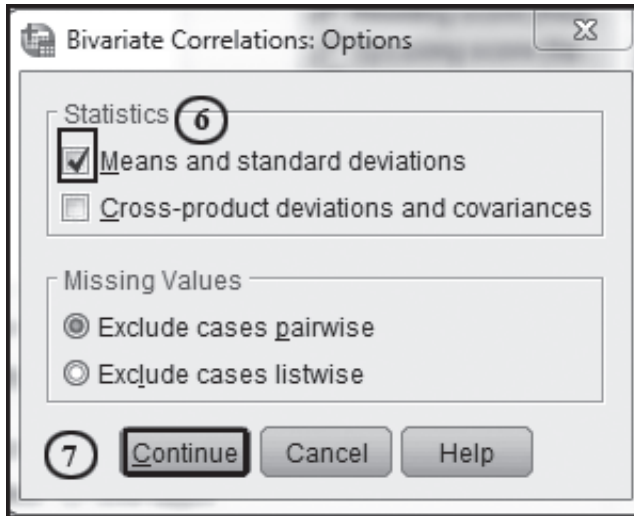 Bivariate Correlations: Options
Statistics 6
Means and standard deviations
Cross-product deviations and covariances
Missing Values
Exclude cases pairwise
Exclude cases listwise
7 Continue Cancel Help